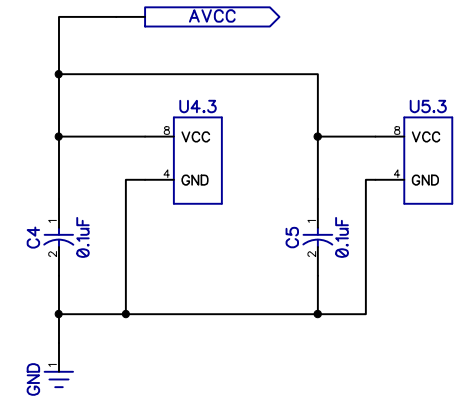 AVCC
U4.3
8 VCC
4 GND
U5.3
8 VCC
4 GND
C4
1
2
0.1uF
C5
1
2
0.1uF
GND
1